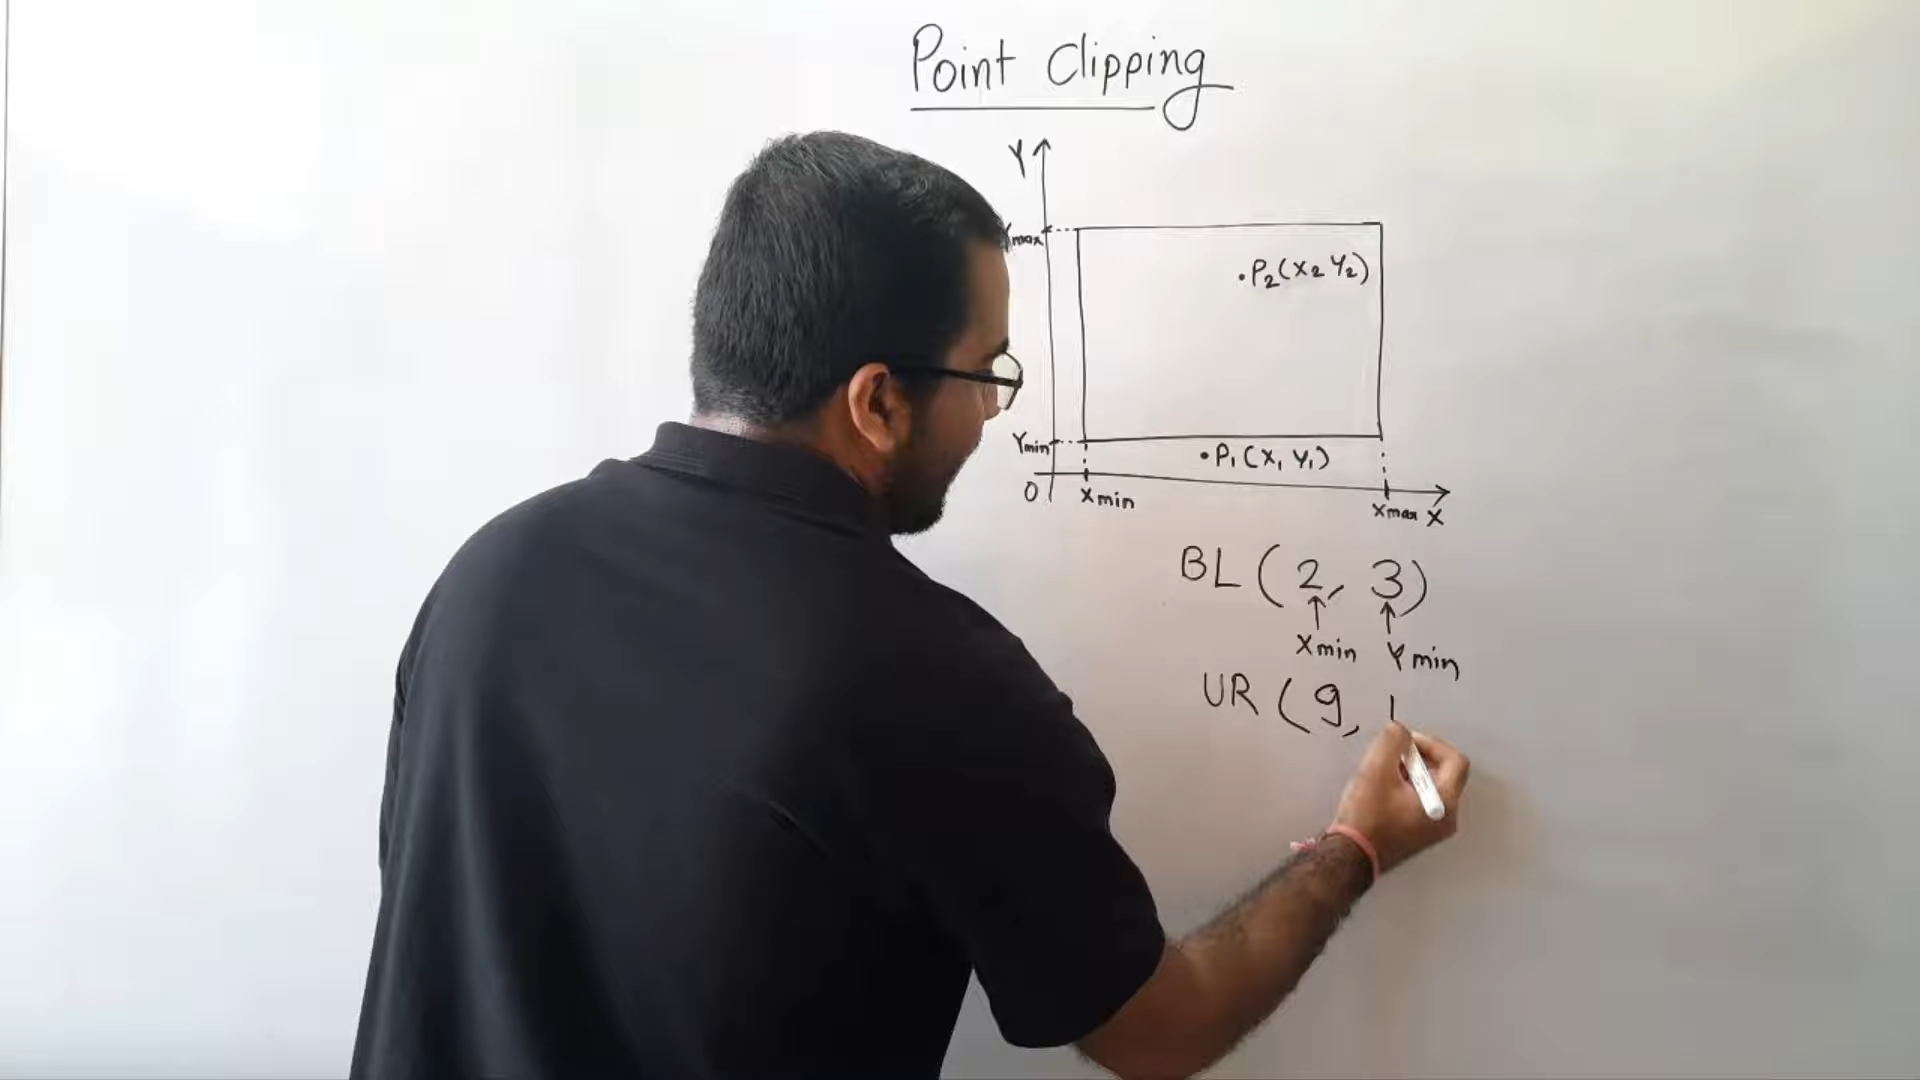 Point Clipping
Y
Ymax
.P2(X2 Y2)
Ymin
.P1(X1 Y1)
O
Xmin
Xmax X
BL(2, 3)
Xmin Ymin
UR(9,